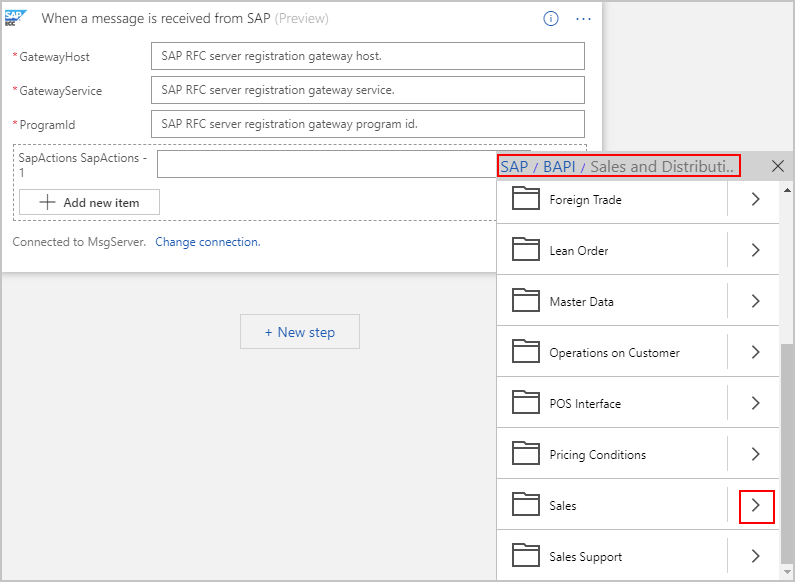 SAP
ECC
When a message is received from SAP (Preview)
* GatewayHost
SAP RFC server registration gateway host.
* GatewayService
SAP RFC server registration gateway service.
* ProgramId
SAP RFC server registration gateway program id.
SapActions SapActions -
1
Add new item
Connected to MsgServer. Change connection.
+ New step
SAP / BAPI / Sales and Distributi..
Foreign Trade
Lean Order
Master Data
Operations on Customer
POS Interface
Pricing Conditions
Sales
Sales Support